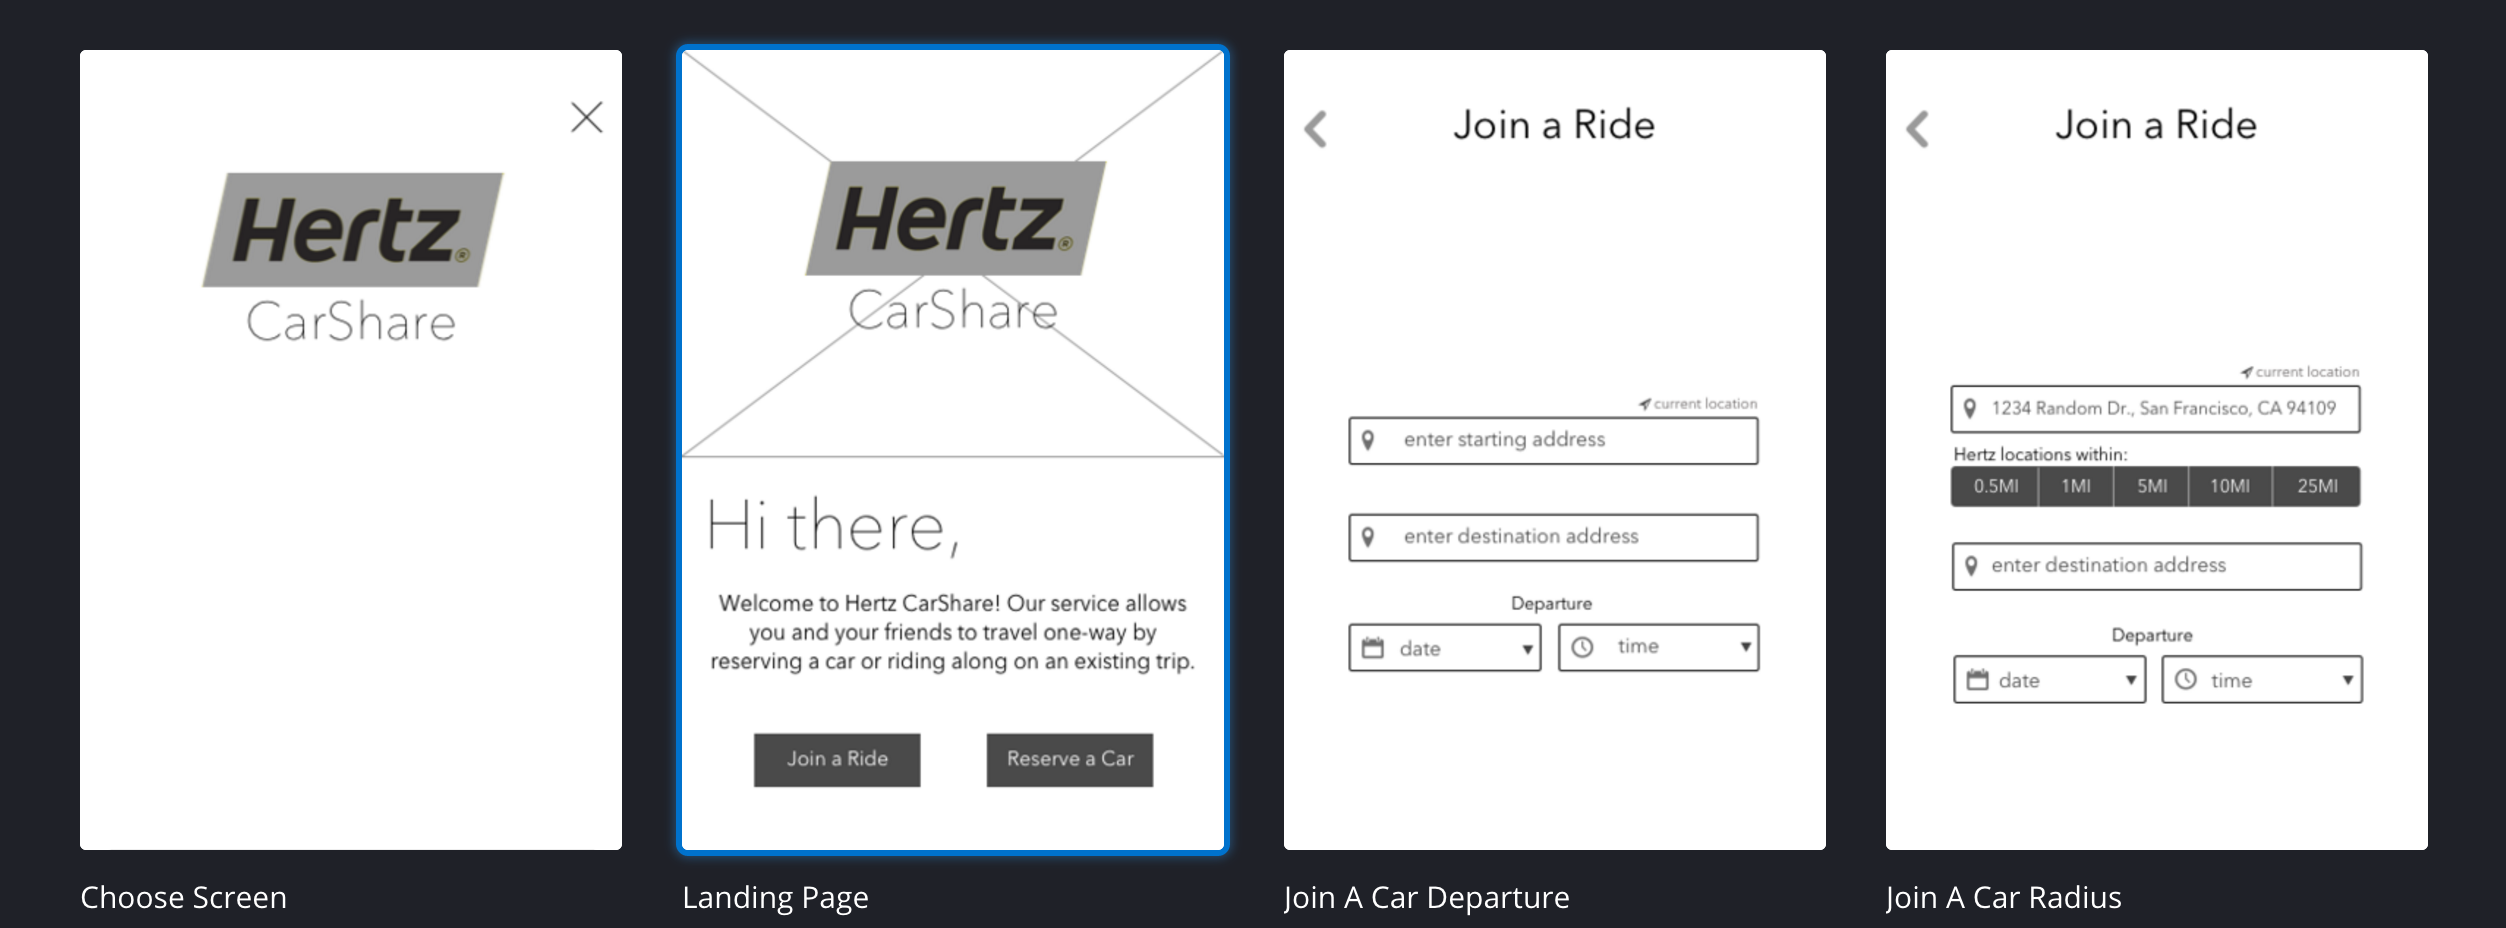 Hertz®
CarShare
Choose Screen
Hertz®
CarShare
Hi there,
Welcome to Hertz CarShare! Our service allows
you and your friends to travel one-way by
reserving a car or riding along on an existing trip.
Join a Ride
Reserve a Car
Landing Page
Join a Ride
current location
enter starting address
enter destination address
Departure
date
time
Join A Car Departure
Join a Ride
current location
1234 Random Dr., San Francisco, CA 94109
Hertz locations within:
0.5MI 1MI 5MI 10MI 25MI
enter destination address
Departure
date
time
Join A Car Radius